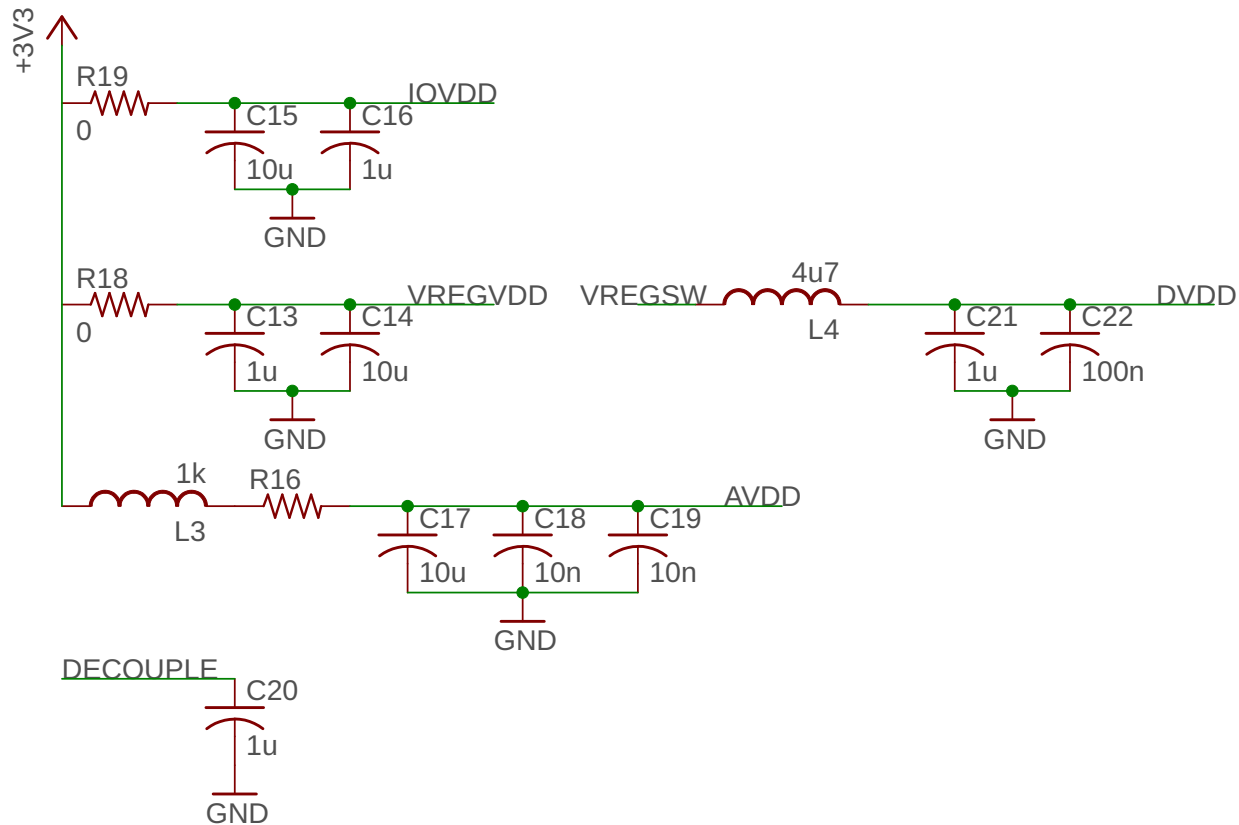 +3V3
R19
0
IOVDD
C15
10u
C16
1u
GND
R18
0
VREGVDD
C13
1u
C14
10u
GND
VREGSW
4u7
L4
DVDD
C21
1u
C22
100n
GND
1k
L3
R16
AVDD
C17
10u
C18
10n
C19
10n
GND
DECOUPLE
C20
1u
GND